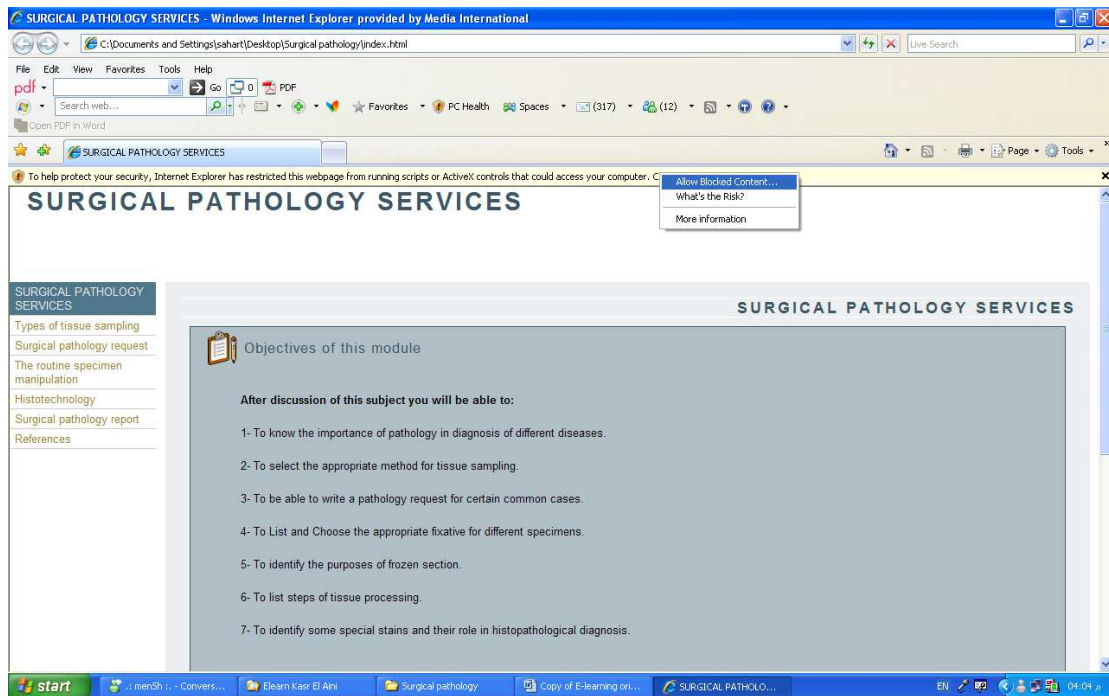 SURGICAL PATHOLOGY SERVICES - Windows Internet Explorer provided by Media International
C:\Documents and Settings\sahart\Desktop\Surgical pathology\index.html
Live Search
File Edit View Favorites Tools Help
pdf Go 0 PDF
Search web... Favorites PC Health Spaces (317) (12)
Open PDF in Word
SURGICAL PATHOLOGY SERVICES Page Tools
To help protect your security, Internet Explorer has restricted this webpage from running scripts or ActiveX controls that could access your computer. C
Allow Blocked Content...
What's the Risk?
More information
SURGICAL PATHOLOGY SERVICES
SURGICAL PATHOLOGY
SERVICES
Types of tissue sampling
Surgical pathology request
The routine specimen
manipulation
Histotechnology
Surgical pathology report
References
SURGICAL PATHOLOGY SERVICES
Objectives of this module
After discussion of this subject you will be able to:
1- To know the importance of pathology in diagnosis of different diseases.
2- To select the appropriate method for tissue sampling.
3- To be able to write a pathology request for certain common cases.
4- To List and Choose the appropriate fixative for different specimens.
5- To identify the purposes of frozen section.
6- To list steps of tissue processing.
7- To identify some special stains and their role in histopathological diagnosis.
start .: menSh :. - Convers... Elearn Kasr El Aini Surgical pathology Copy of E-learning ori... SURGICAL PATHOLO... EN 04:04 م